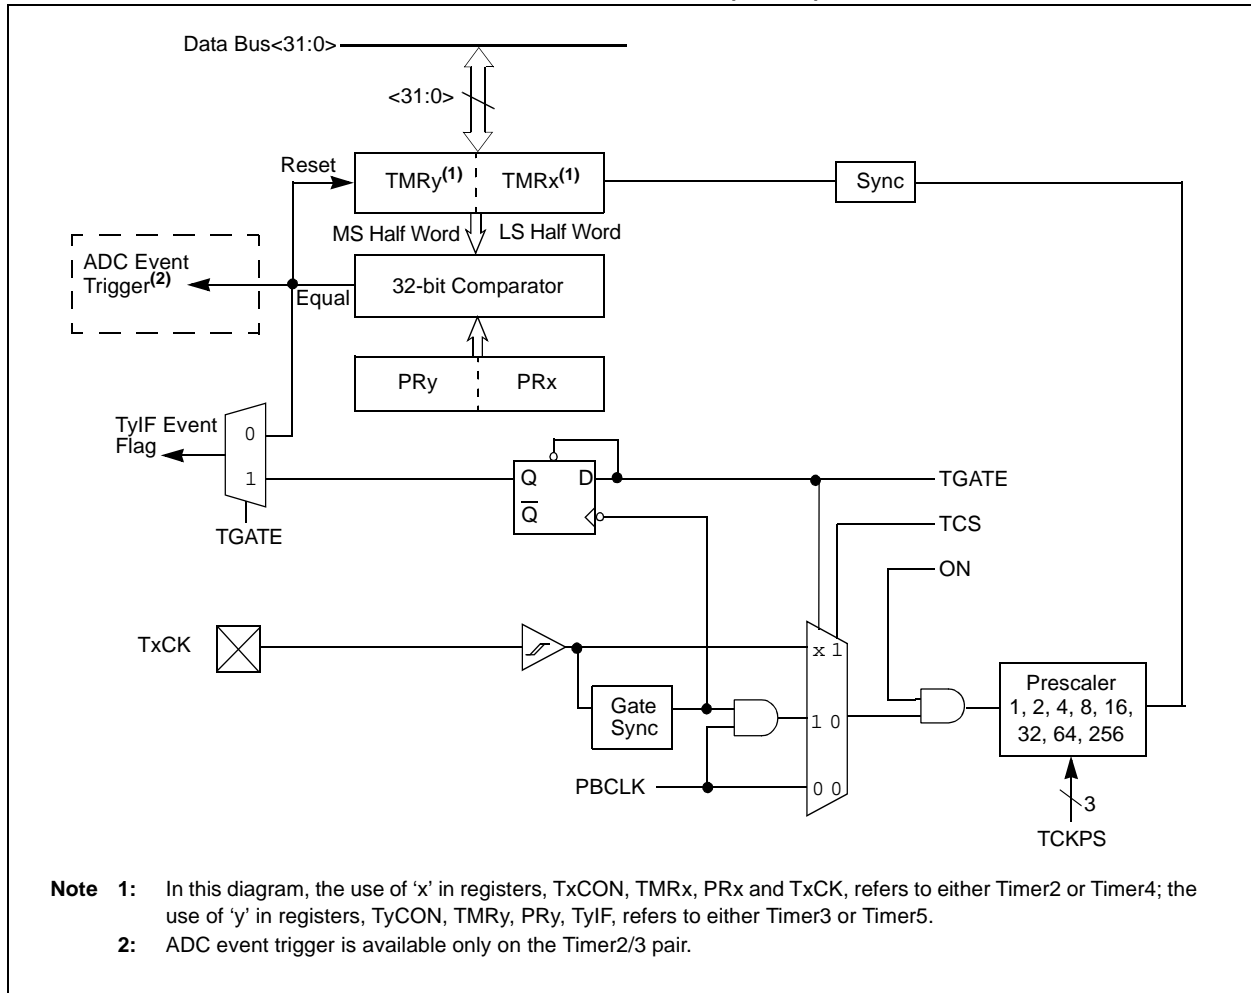 Data Bus<31:0>
<31:0>
Reset
TMRy(1) TMRx(1)
Sync
MS Half Word LS Half Word
ADC Event
Trigger(2)
Equal
32-bit Comparator
PRy PRx
TyIF Event
Flag
0
1
TGATE
Q D
Q̅
TGATE
TCS
ON
TxCK
x 1
Gate
Sync
1 0
Prescaler
1, 2, 4, 8, 16,
32, 64, 256
PBCLK
0 0
3
TCKPS
Note 1: In this diagram, the use of ‘x’ in registers, TxCON, TMRx, PRx and TxCK, refers to either Timer2 or Timer4; the
use of ‘y’ in registers, TyCON, TMRy, PRy, TyIF, refers to either Timer3 or Timer5.
2: ADC event trigger is available only on the Timer2/3 pair.